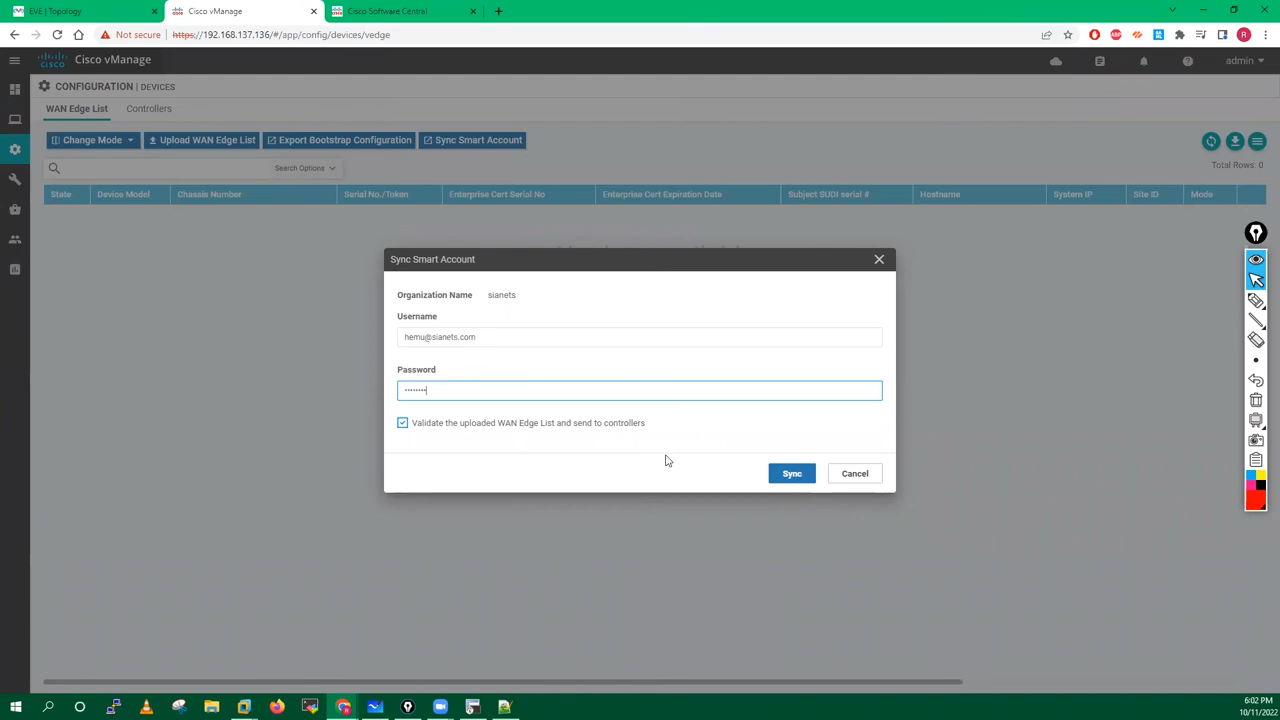 EVE | Topology
Cisco vManage
Cisco Software Central
Not secure
https://192.168.137.136/#/app/config/devices/vedge
CISCO
Cisco vManage
admin
CONFIGURATION | DEVICES
WAN Edge List
Controllers
Change Mode
Upload WAN Edge List
Export Bootstrap Configuration
Sync Smart Account
Search Options
Total Rows: 0
State
Device Model
Chassis Number
Serial No./Token
Enterprise Cert Serial No
Enterprise Cert Expiration Date
Subject SUDI serial #
Hostname
System IP
Site ID
Mode
Sync Smart Account
Organization Name
sianets
Username
hemu@sianets.com
Password
Validate the uploaded WAN Edge List and send to controllers
Sync
Cancel
6:02 PM
10/11/2022